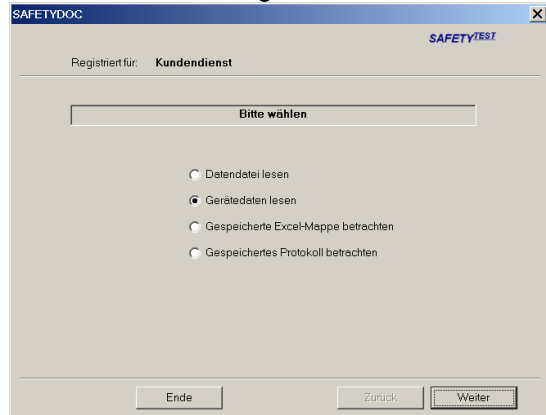 SAFETYDOC
SAFETYTEST
Registriert für: Kundendienst
Bitte wählen
Datendatei lesen
Gerätedaten lesen
Gespeicherte Excel-Mappe betrachten
Gespeichertes Protokoll betrachten
Ende Zurück Weiter